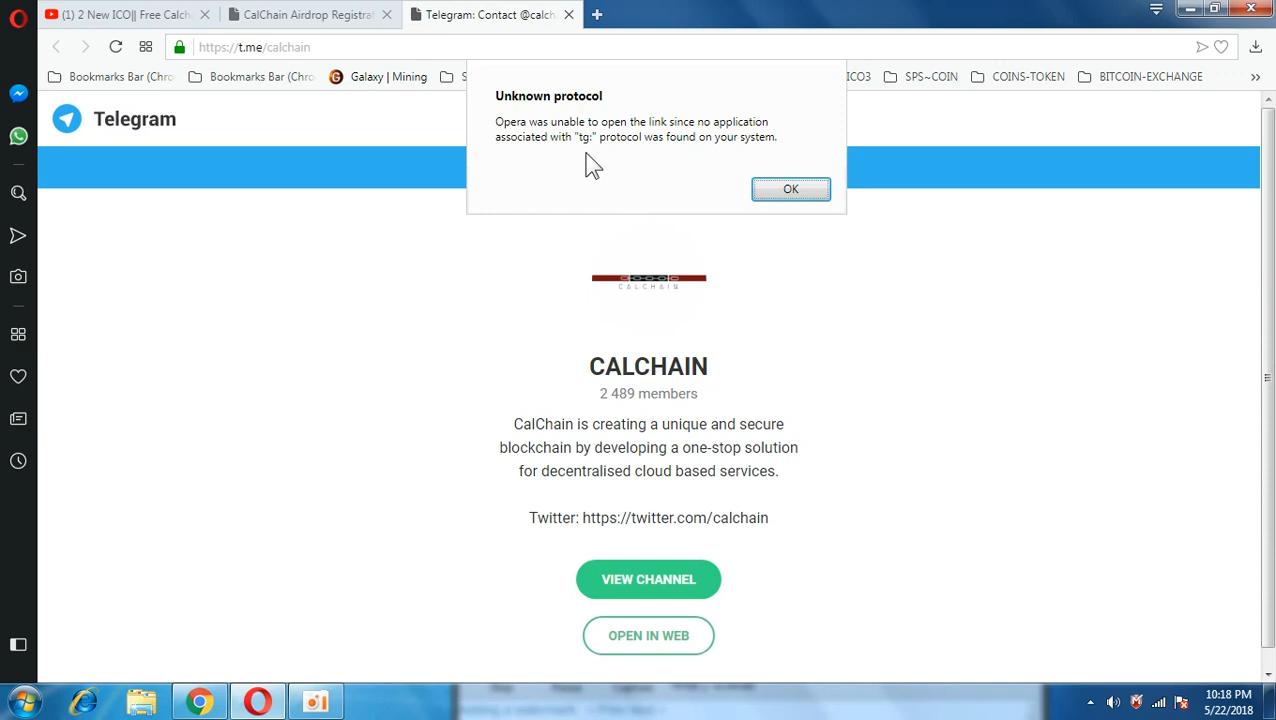 (1) 2 New ICO|| Free Calch
CalChain Airdrop Registrat
Telegram: Contact @calch
https://t.me/calchain
Bookmarks Bar (Chro
Bookmarks Bar (Chro
Galaxy | Mining
S
ICO3
SPS~COIN
COINS-TOKEN
BITCOIN-EXCHANGE
Telegram
Unknown protocol
Opera was unable to open the link since no application
associated with "tg:" protocol was found on your system.
OK
CALCHAIN
CALCHAIN
2 489 members
CalChain is creating a unique and secure
blockchain by developing a one-stop solution
for decentralised cloud based services.
Twitter: https://twitter.com/calchain
VIEW CHANNEL
OPEN IN WEB
10:18 PM
5/22/2018